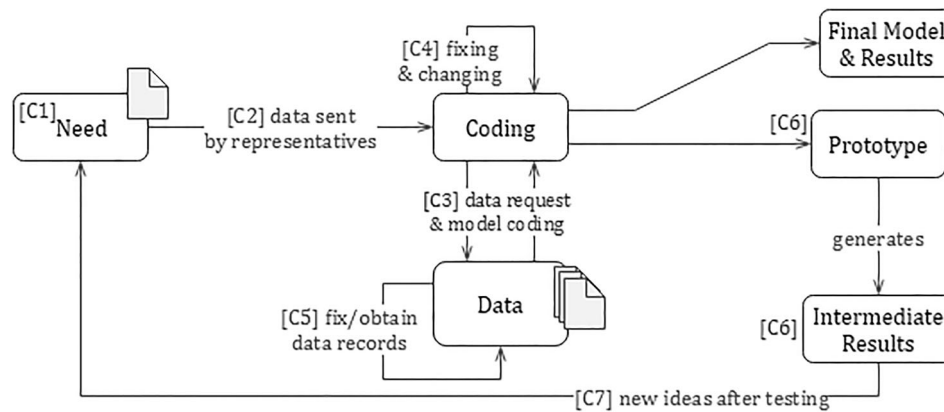 [C4] fixing
& changing
Final Model
& Results
[C1] Need
[C2] data sent
by representatives
Coding
[C6]
Prototype
[C3] data request
& model coding
generates
[C5] fix/obtain
data records
Data
[C6]
Intermediate
Results
[C7] new ideas after testing